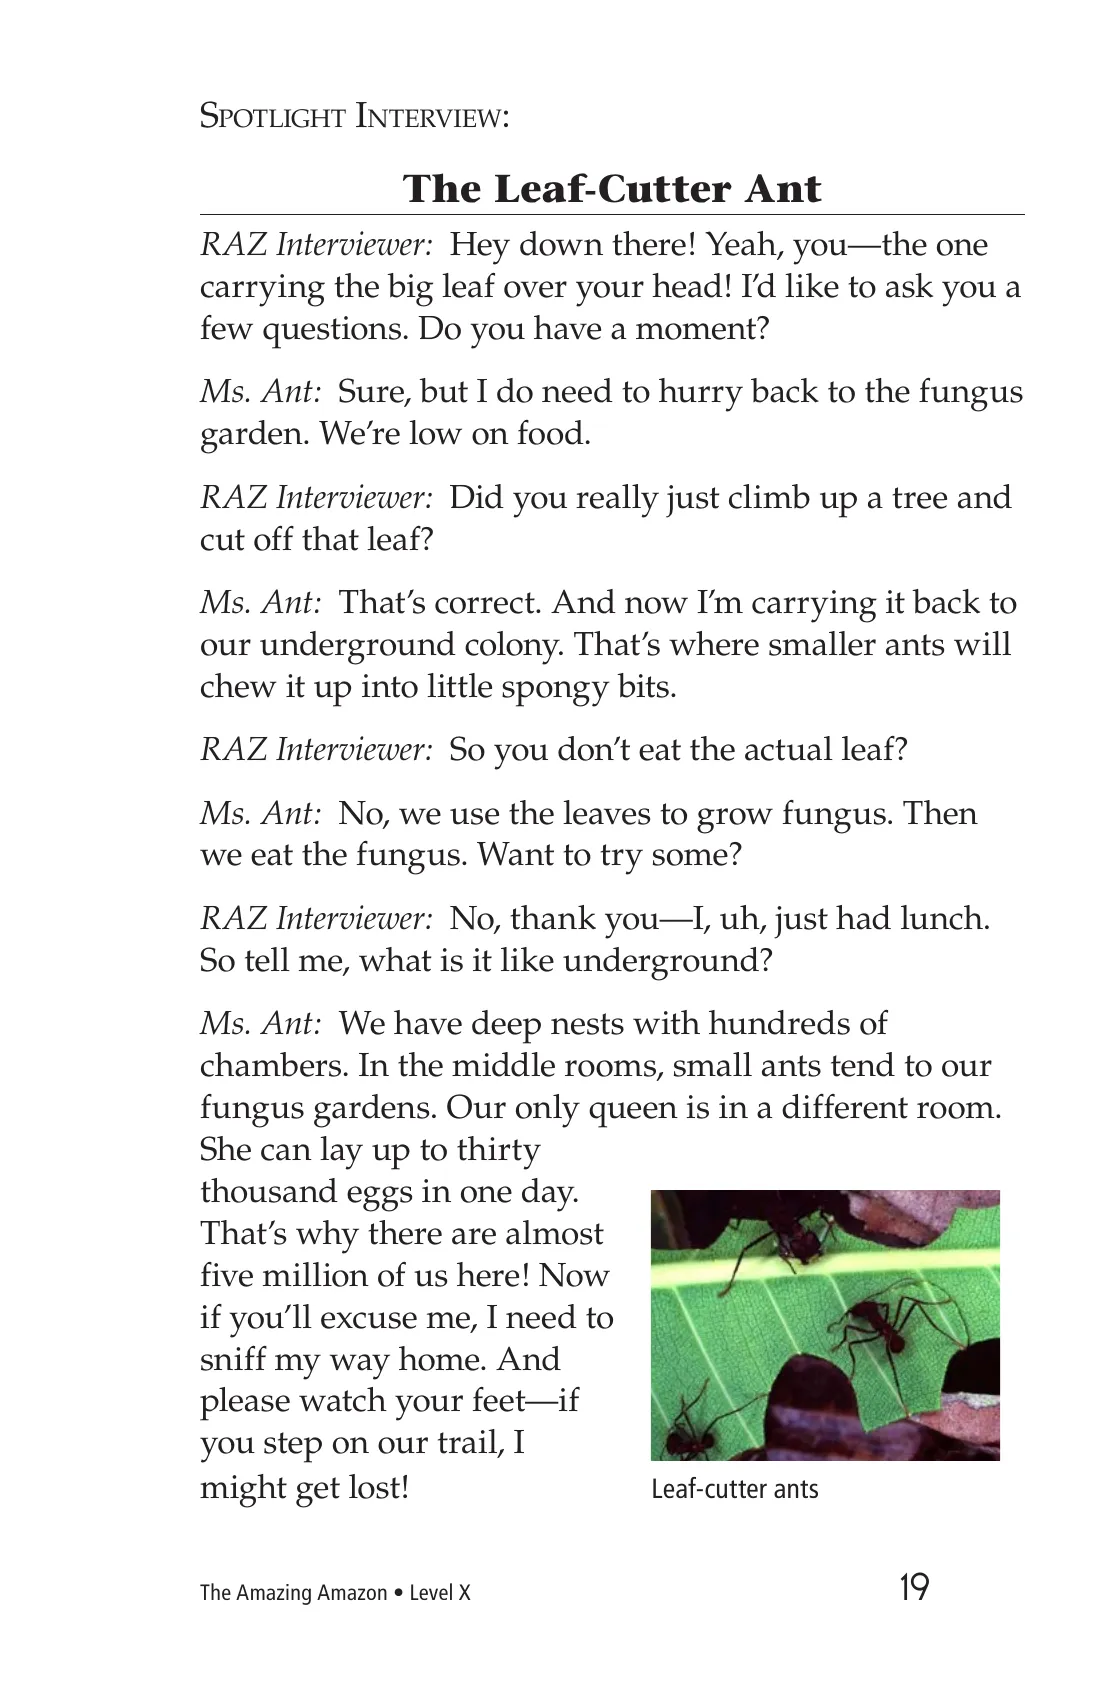 SPOTLIGHT INTERVIEW:
The Leaf-Cutter Ant
RAZ Interviewer: Hey down there! Yeah, you—the one
carrying the big leaf over your head! I’d like to ask you a
few questions. Do you have a moment?
Ms. Ant: Sure, but I do need to hurry back to the fungus
garden. We’re low on food.
RAZ Interviewer: Did you really just climb up a tree and
cut off that leaf?
Ms. Ant: That’s correct. And now I’m carrying it back to
our underground colony. That’s where smaller ants will
chew it up into little spongy bits.
RAZ Interviewer: So you don’t eat the actual leaf?
Ms. Ant: No, we use the leaves to grow fungus. Then
we eat the fungus. Want to try some?
RAZ Interviewer: No, thank you—I, uh, just had lunch.
So tell me, what is it like underground?
Ms. Ant: We have deep nests with hundreds of
chambers. In the middle rooms, small ants tend to our
fungus gardens. Our only queen is in a different room.
She can lay up to thirty
thousand eggs in one day.
That’s why there are almost
five million of us here! Now
if you’ll excuse me, I need to
sniff my way home. And
please watch your feet—if
you step on our trail, I
might get lost!
Leaf-cutter ants
The Amazing Amazon • Level X
19